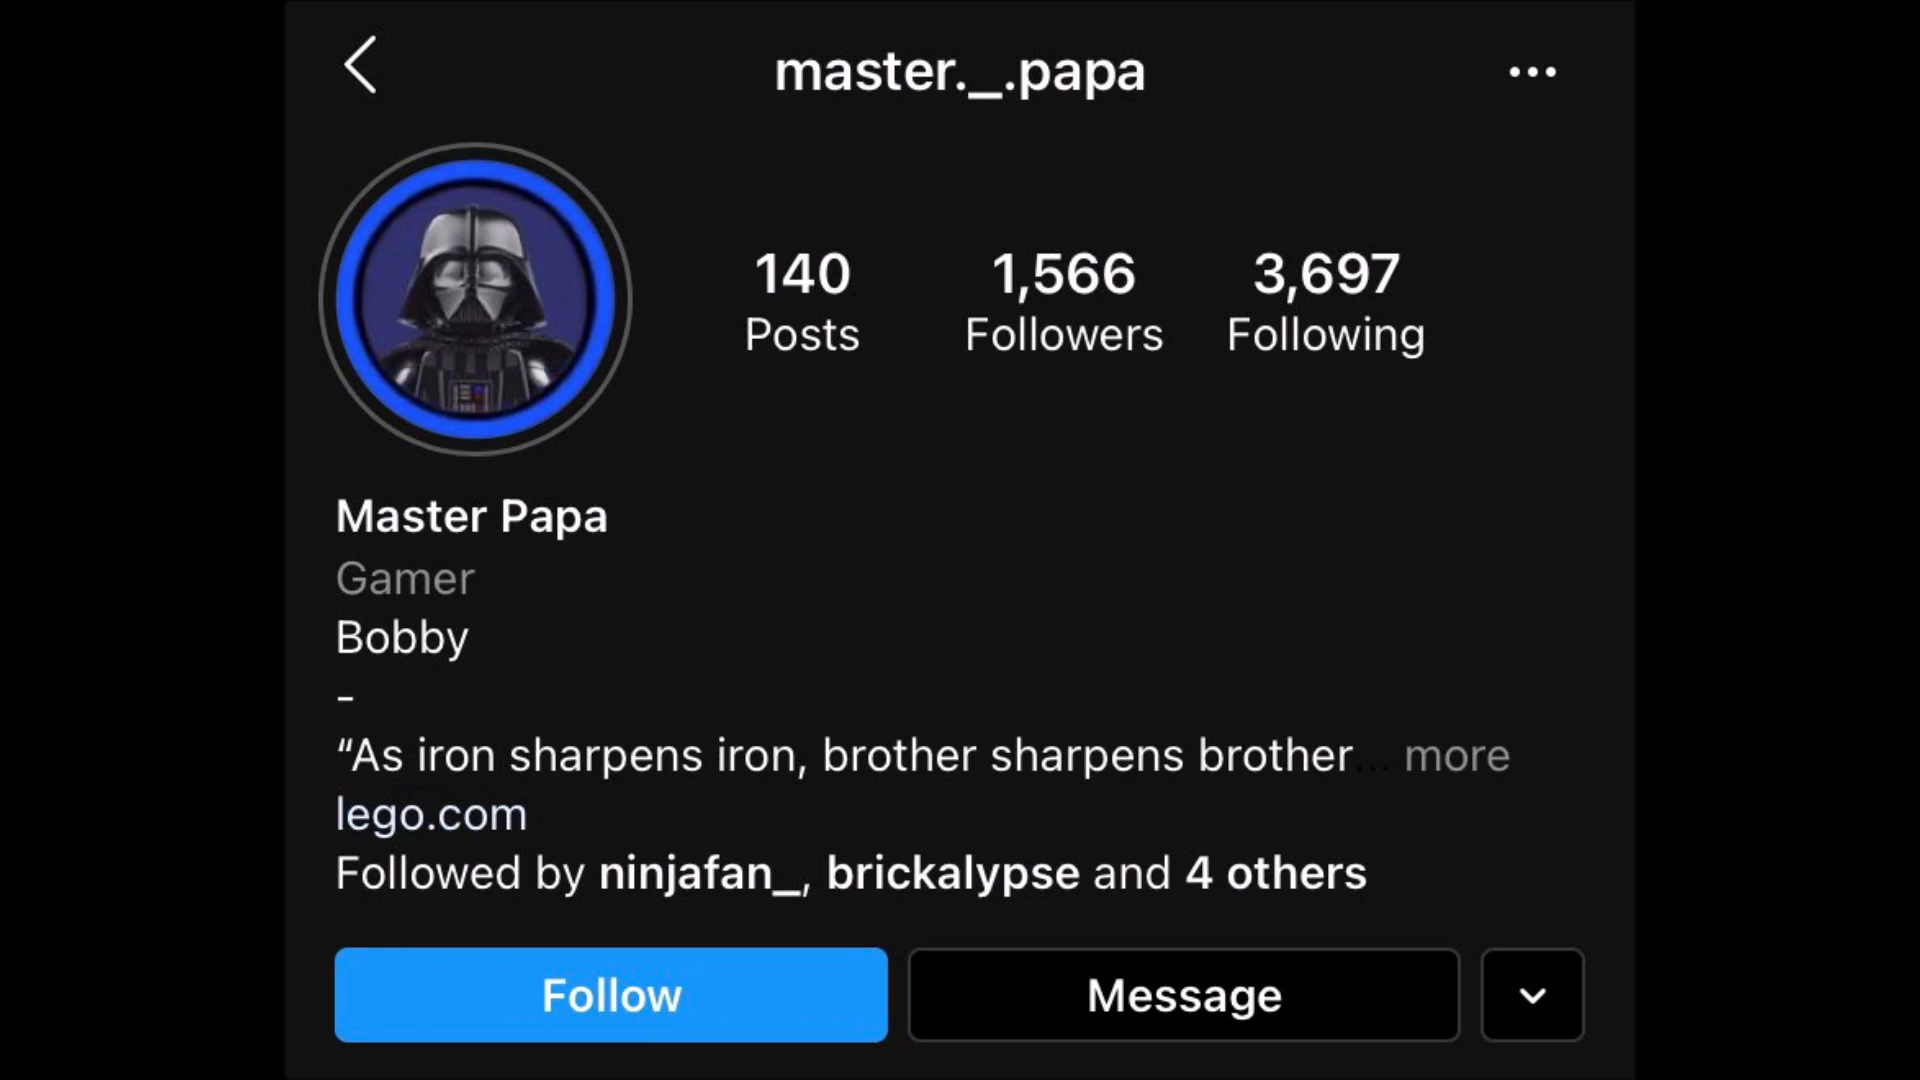 master._.papa
140
Posts
1,566
Followers
3,697
Following
Master Papa
Gamer
Bobby
-
“As iron sharpens iron, brother sharpens brother... more
lego.com
Followed by ninjafan_, brickalypse and 4 others
Follow
Message